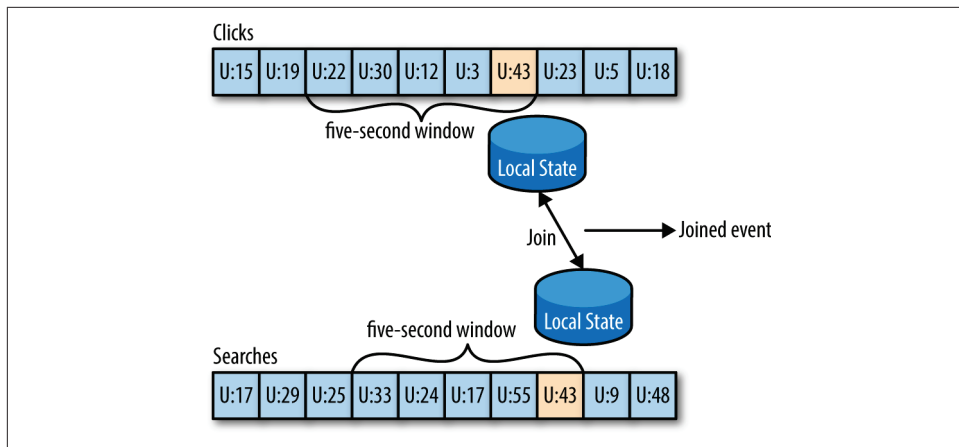 Clicks
U:15 U:19 U:22 U:30 U:12 U:3 U:43 U:23 U:5 U:18
five-second window
Local State
Join
Joined event
Local State
five-second window
Searches
U:17 U:29 U:25 U:33 U:24 U:17 U:55 U:43 U:9 U:48